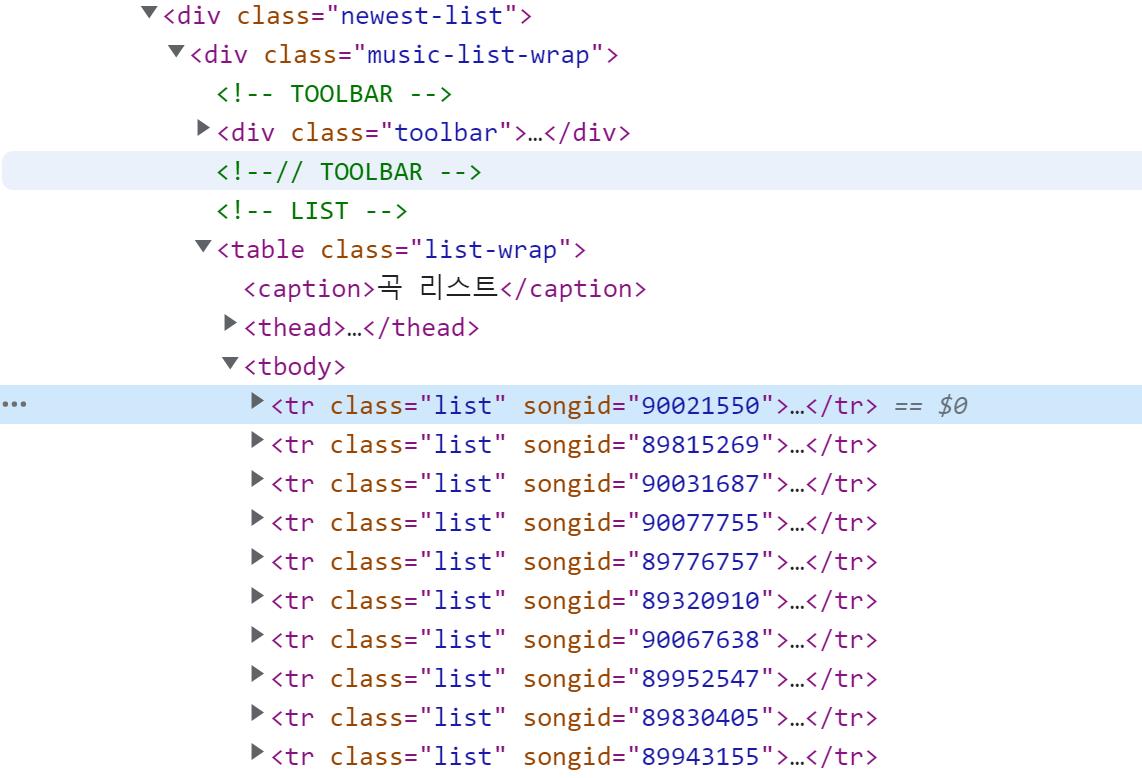 <div class="newest-list">
<div class="music-list-wrap">
<!-- TOOLBAR -->
<div class="toolbar">…</div>
<!--// TOOLBAR -->
<!-- LIST -->
<table class="list-wrap">
<caption>곡 리스트</caption>
<thead>…</thead>
<tbody>
<tr class="list" songid="90021550">…</tr> == $0
<tr class="list" songid="89815269">…</tr>
<tr class="list" songid="90031687">…</tr>
<tr class="list" songid="90077755">…</tr>
<tr class="list" songid="89776757">…</tr>
<tr class="list" songid="89320910">…</tr>
<tr class="list" songid="90067638">…</tr>
<tr class="list" songid="89952547">…</tr>
<tr class="list" songid="89830405">…</tr>
<tr class="list" songid="89943155">…</tr>